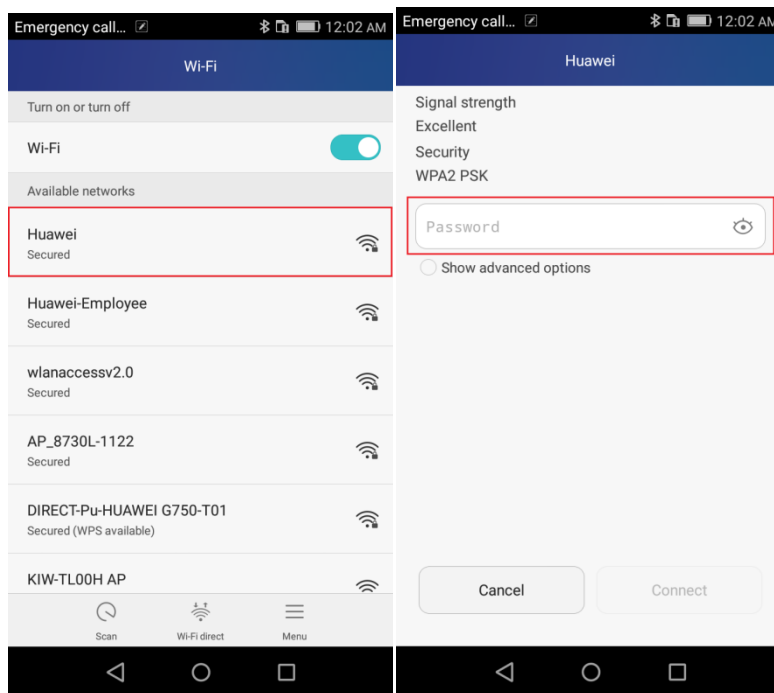 Emergency call... 12:02 AM
Wi-Fi
Turn on or turn off
Wi-Fi
Available networks
Huawei
Secured
Huawei-Employee
Secured
wlanaccessv2.0
Secured
AP_8730L-1122
Secured
DIRECT-Pu-HUAWEI G750-T01
Secured (WPS available)
KIW-TL00H AP
Scan Wi-Fi direct Menu
Emergency call... 12:02 AM
Huawei
Signal strength
Excellent
Security
WPA2 PSK
Password
Show advanced options
Cancel Connect